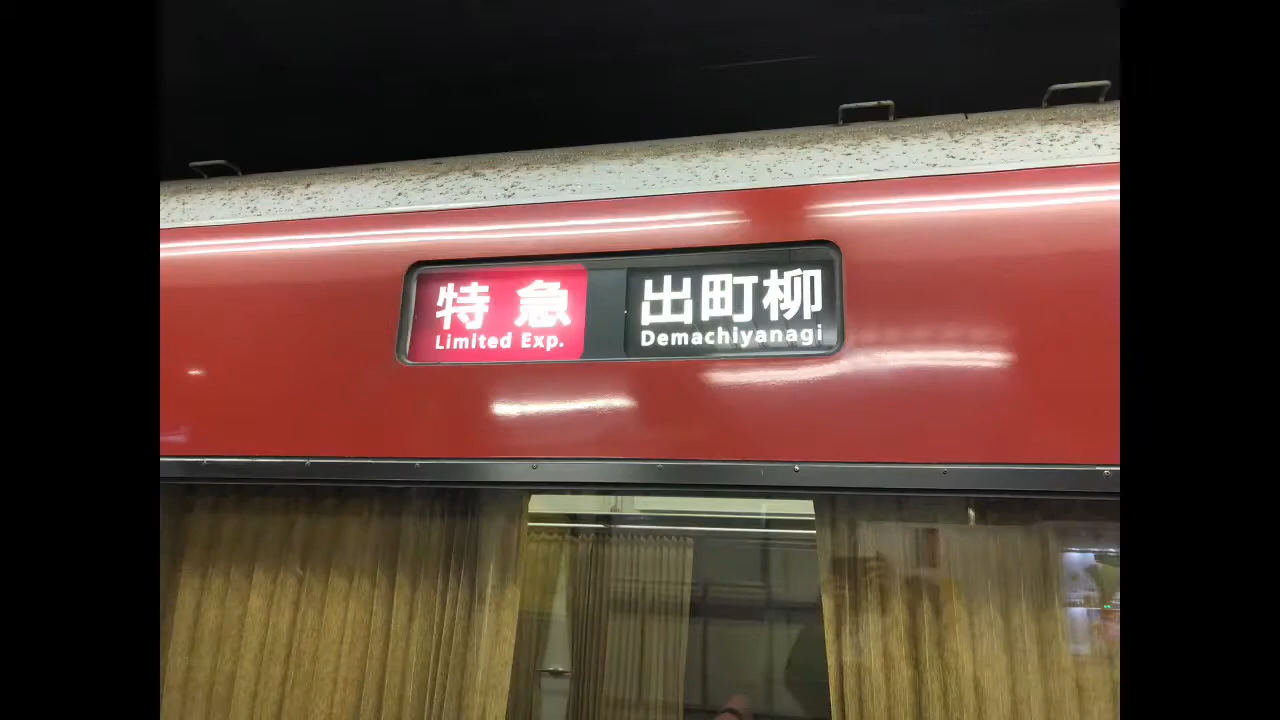 特急
Limited Exp.
出町柳
Demachiyanagi